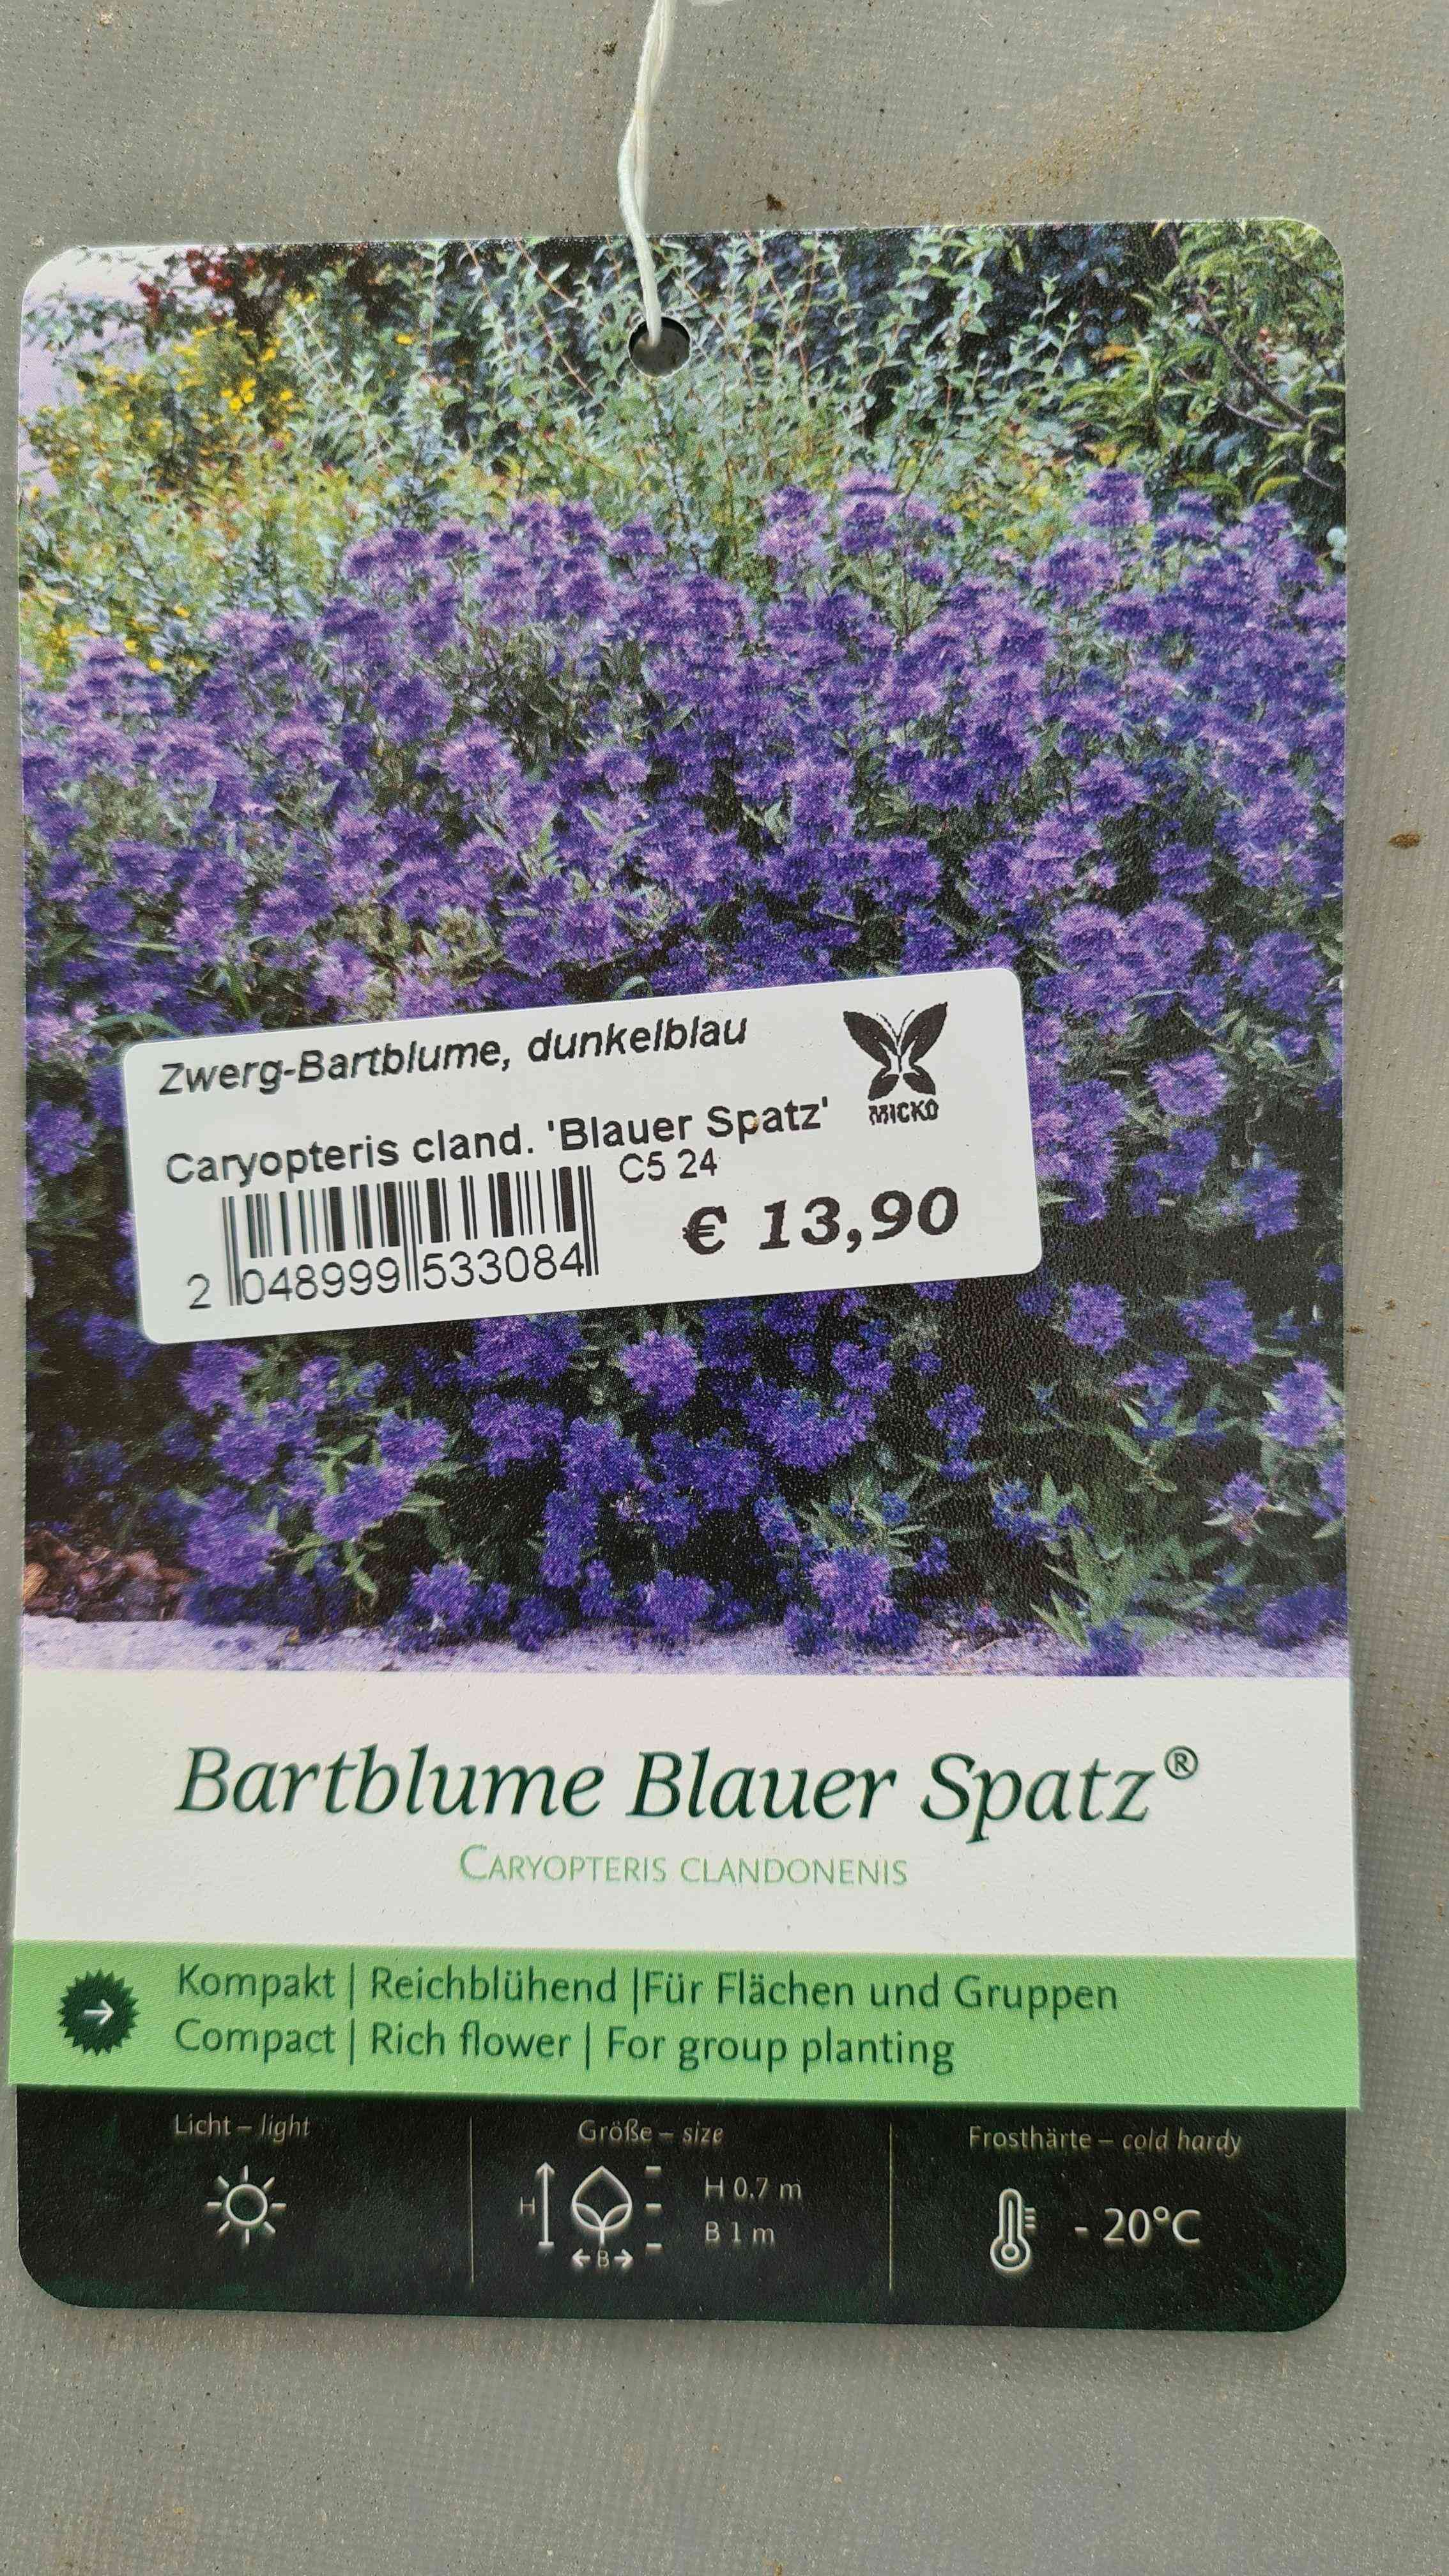 Zwerg-Bartblume, dunkelblau
MICKO
Caryopteris cland. 'Blauer Spatz'
C5 24
€ 13,90
2 048999 533084
Bartblume Blauer Spatz®
CARYOPTERIS CLANDONENIS
Kompakt | Reichblühend |Für Flächen und Gruppen
Compact | Rich flower | For group planting
Licht – light
Größe – size
H
H 0,7 m
B 1 m
B
Frosthärte – cold hardy
- 20°C